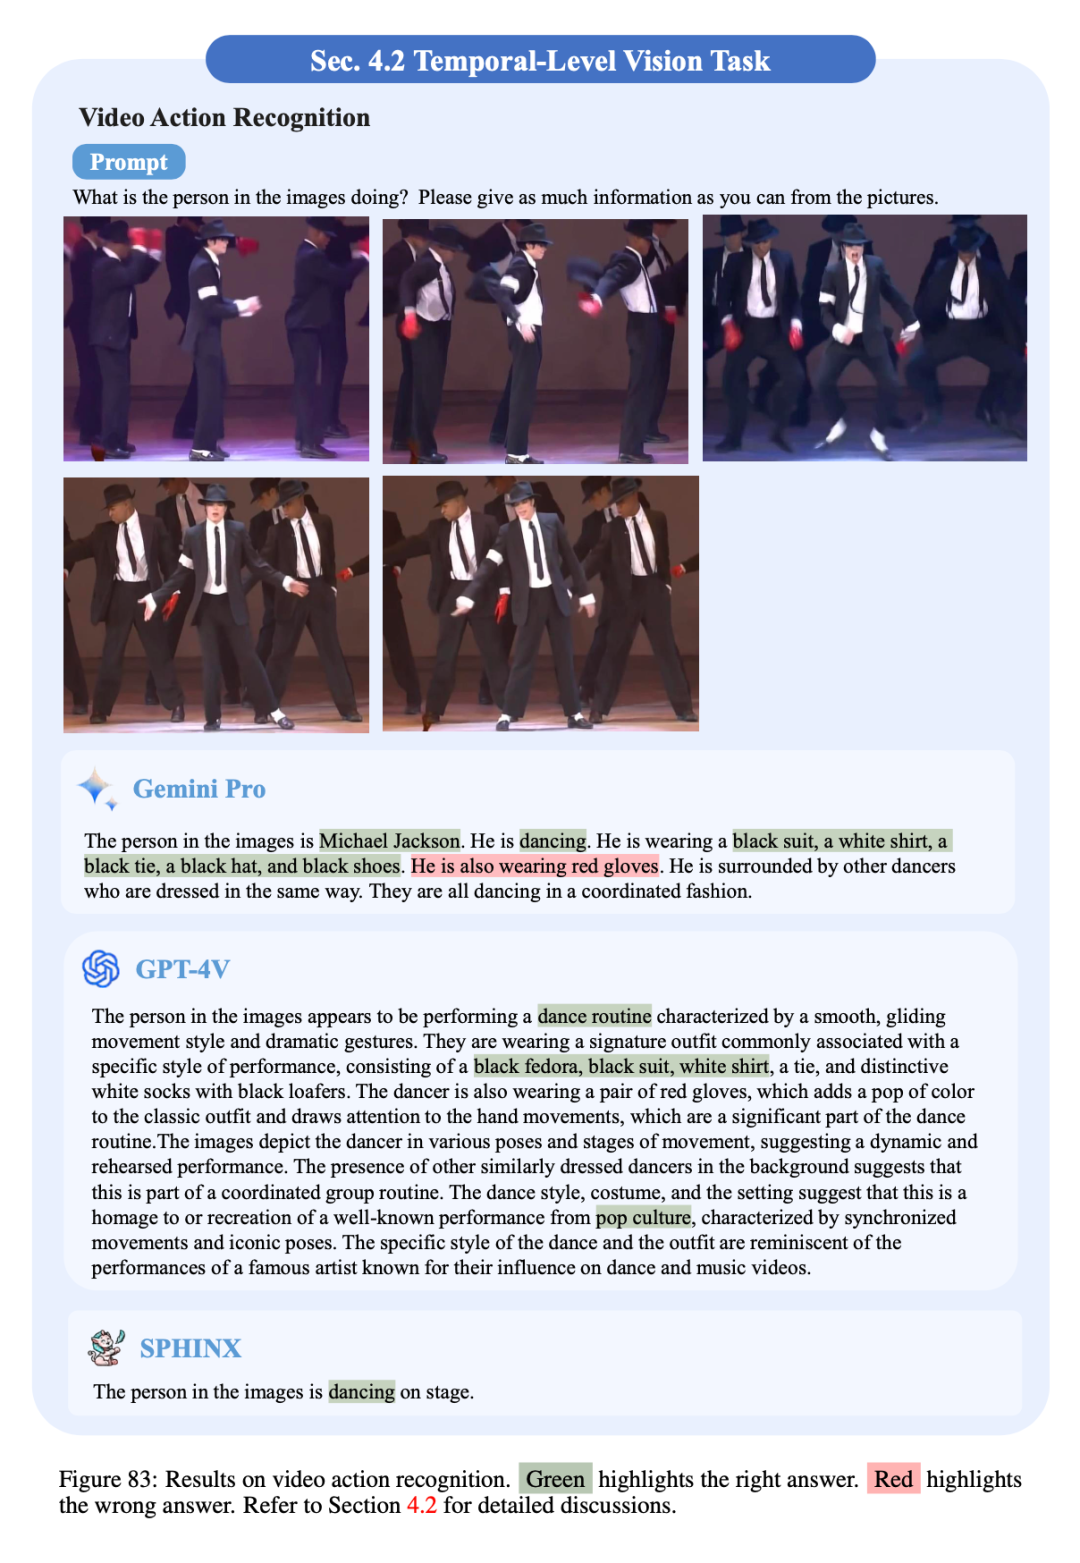 Sec. 4.2 Temporal-Level Vision Task
Video Action Recognition
Prompt
What is the person in the images doing?  Please give as much information as you can from the pictures.
Gemini Pro
The person in the images is Michael Jackson. He is dancing. He is wearing a black suit, a white shirt, a
black tie, a black hat, and black shoes. He is also wearing red gloves. He is surrounded by other dancers
who are dressed in the same way. They are all dancing in a coordinated fashion.
GPT-4V
The person in the images appears to be performing a dance routine characterized by a smooth, gliding
movement style and dramatic gestures. They are wearing a signature outfit commonly associated with a
specific style of performance, consisting of a black fedora, black suit, white shirt, a tie, and distinctive
white socks with black loafers. The dancer is also wearing a pair of red gloves, which adds a pop of color
to the classic outfit and draws attention to the hand movements, which are a significant part of the dance
routine.The images depict the dancer in various poses and stages of movement, suggesting a dynamic and
rehearsed performance. The presence of other similarly dressed dancers in the background suggests that
this is part of a coordinated group routine. The dance style, costume, and the setting suggest that this is a
homage to or recreation of a well-known performance from pop culture, characterized by synchronized
movements and iconic poses. The specific style of the dance and the outfit are reminiscent of the
performances of a famous artist known for their influence on dance and music videos.
SPHINX
The person in the images is dancing on stage.
Figure 83: Results on video action recognition. Green highlights the right answer. Red highlights
the wrong answer. Refer to Section 4.2 for detailed discussions.